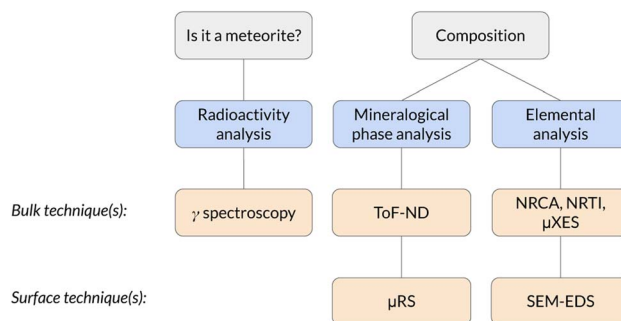 Is it a meteorite?
Composition
Radioactivity
analysis
Mineralogical
phase analysis
Elemental
analysis
Bulk technique(s):
γ spectroscopy
ToF-ND
NRCA, NRTI,
μXES
Surface technique(s):
μRS
SEM-EDS